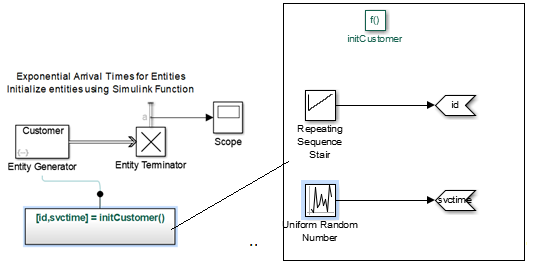 Exponential Arrival Times for Entities
Initialize entities using Simulink Function
Customer
{...}
Entity Generator
a
Entity Terminator
Scope
[id,svctime] = initCustomer()
..
f()
initCustomer
Repeating
Sequence
Stair
id
Uniform Random
Number
svctime